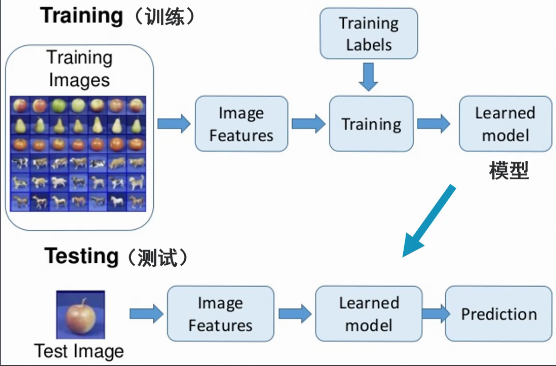 Training（训练）
Training
Images
Training
Labels
Image
Features
Training
Learned
model
模型
Testing（测试）
Test Image
Image
Features
Learned
model
Prediction